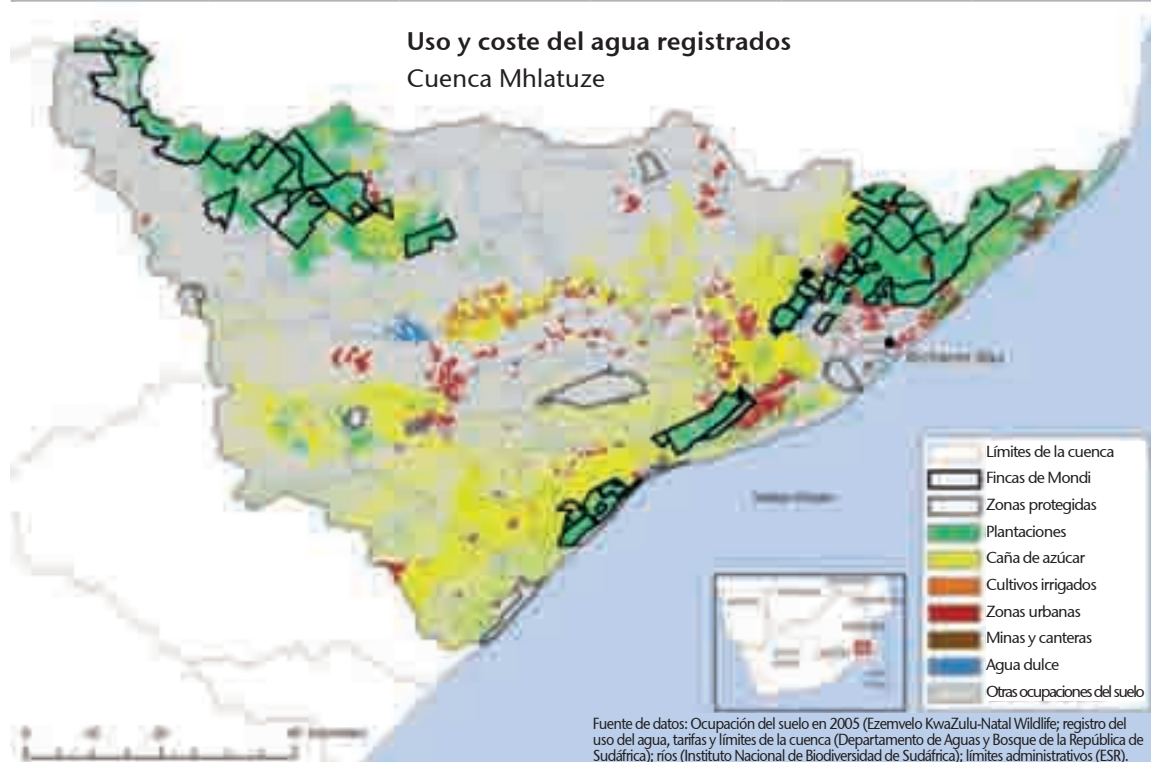 Uso y coste del agua registrados
Cuenca Mhlatuze
Límites de la cuenca
Fincas de Mondi
Zonas protegidas
Plantaciones
Caña de azúcar
Cultivos irrigados
Zonas urbanas
Minas y canteras
Agua dulce
Otras ocupaciones del suelo
Fuente de datos: Ocupación del suelo en 2005 (Ezemvelo KwaZulu-Natal Wildlife; registro del
uso del agua, tarifas y límites de la cuenca (Departamento de Aguas y Bosque de la República de
Sudáfrica); ríos (Instituto Nacional de Biodiversidad de Sudáfrica); límites administrativos (ESR).